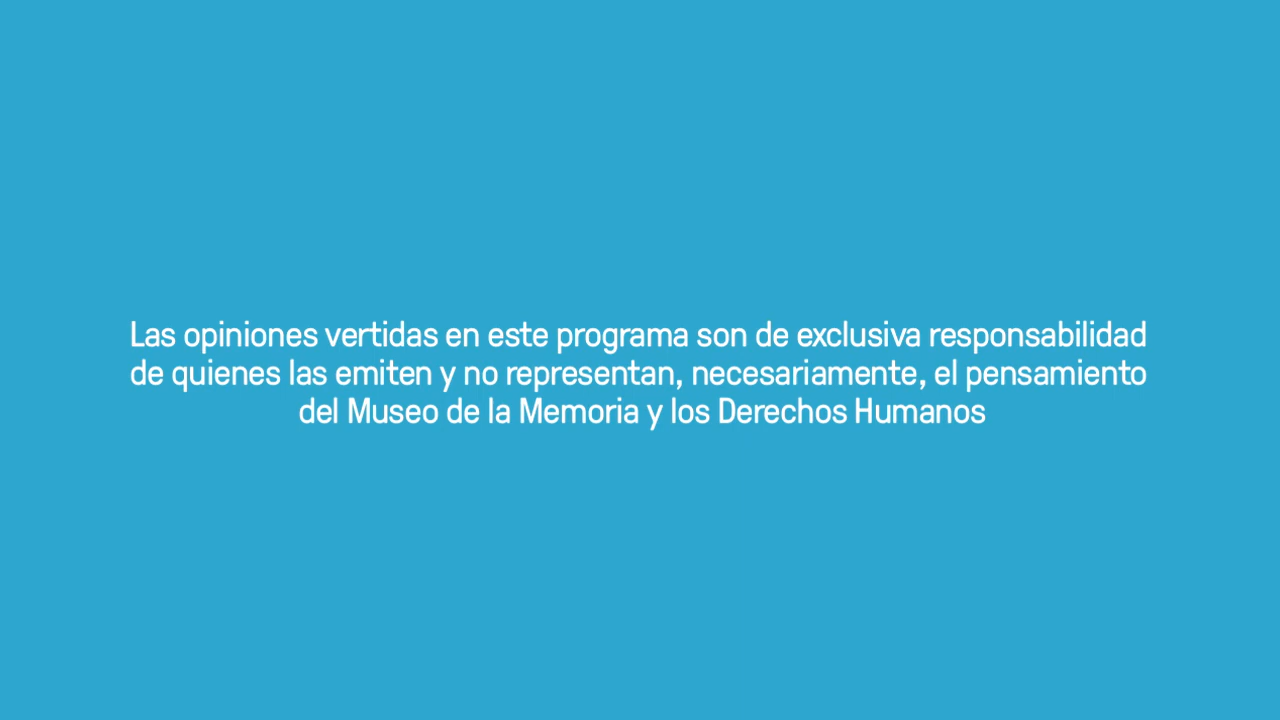 Las opiniones vertidas en este programa son de exclusiva responsabilidad
de quienes las emiten y no representan, necesariamente, el pensamiento
del Museo de la Memoria y los Derechos Humanos